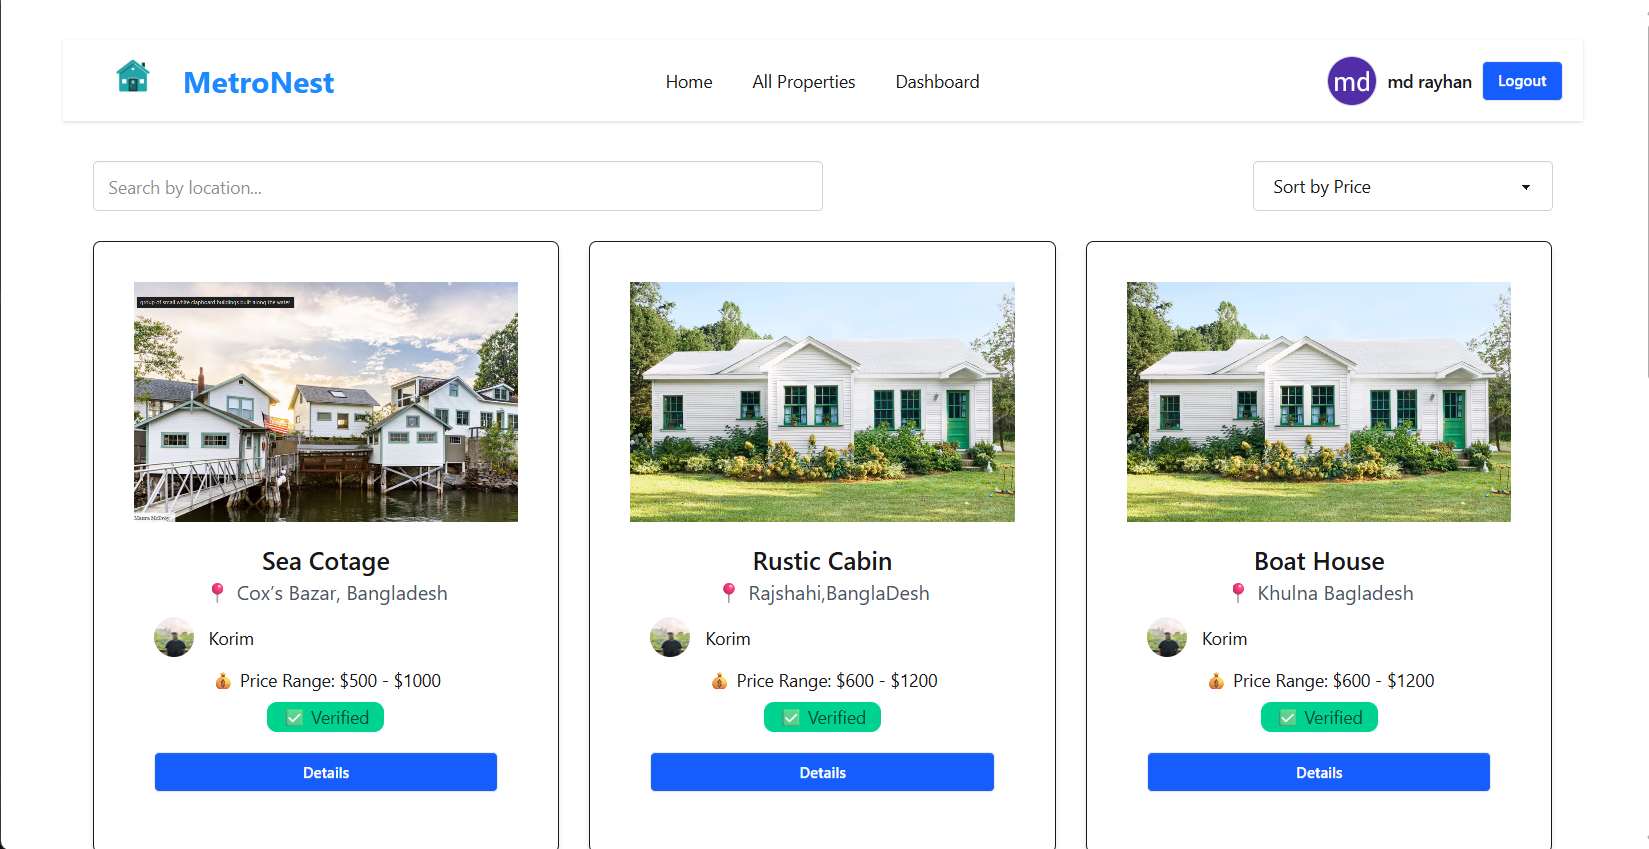 MetroNest
Home
All Properties
Dashboard
md
md rayhan
Logout
Search by location...
Sort by Price
group of small white clapboard buildings built along the water
Maura McEvoy
Sea Cotage
Cox’s Bazar, Bangladesh
Korim
Price Range: $500 - $1000
Verified
Details
Rustic Cabin
Rajshahi,BanglaDesh
Korim
Price Range: $600 - $1200
Verified
Details
Boat House
Khulna Bagladesh
Korim
Price Range: $600 - $1200
Verified
Details